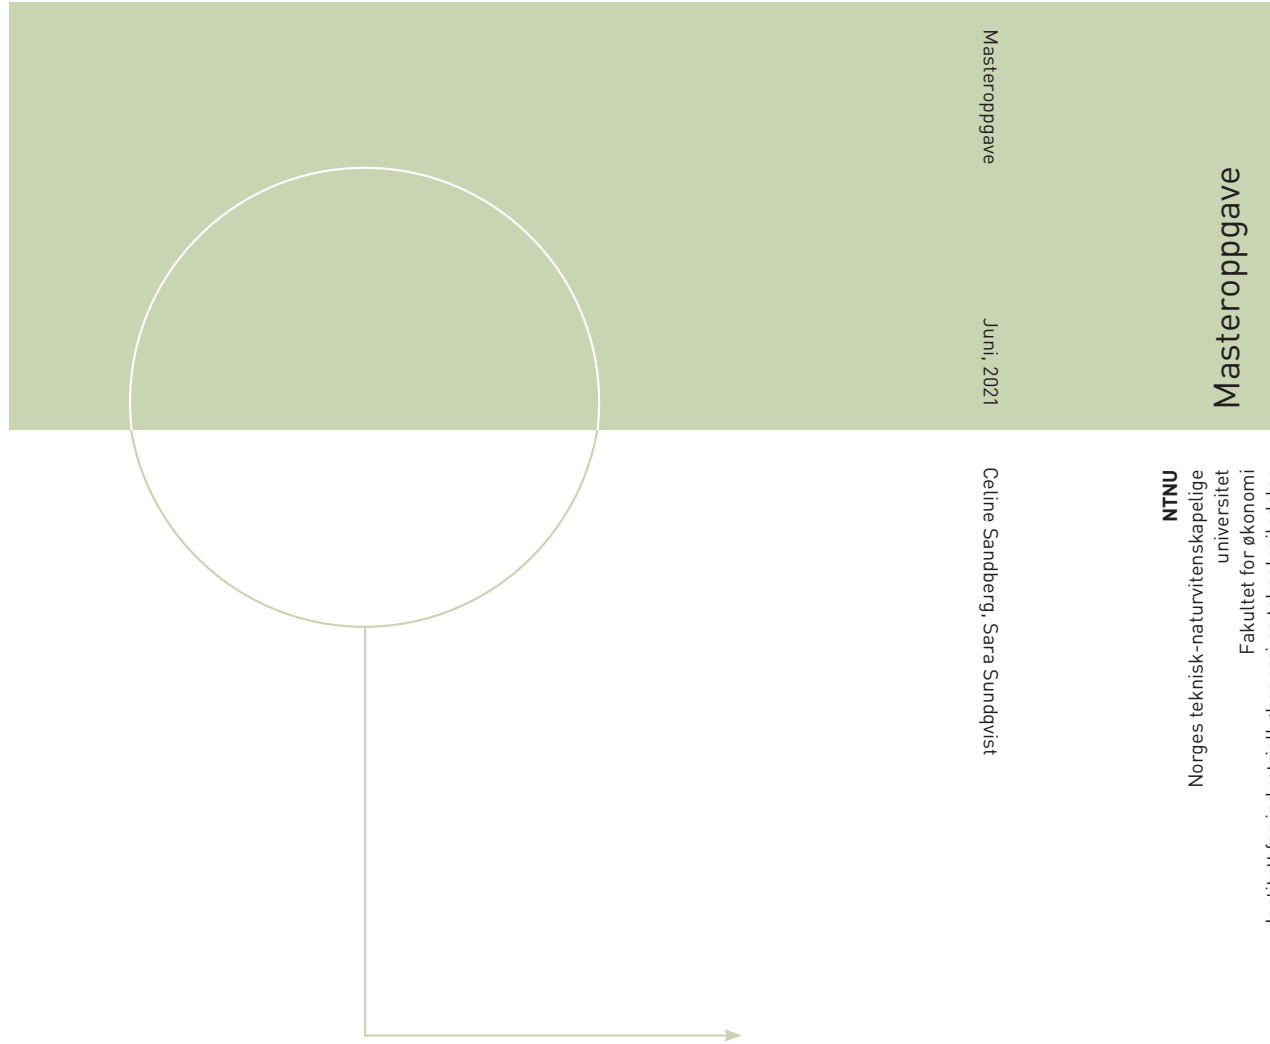 Masteroppgave
Juni, 2021
Celine Sandberg, Sara Sundqvist
Masteroppgave
NTNU
Norges teknisk-naturvitenskapelige
universitet
Fakultet for økonomi